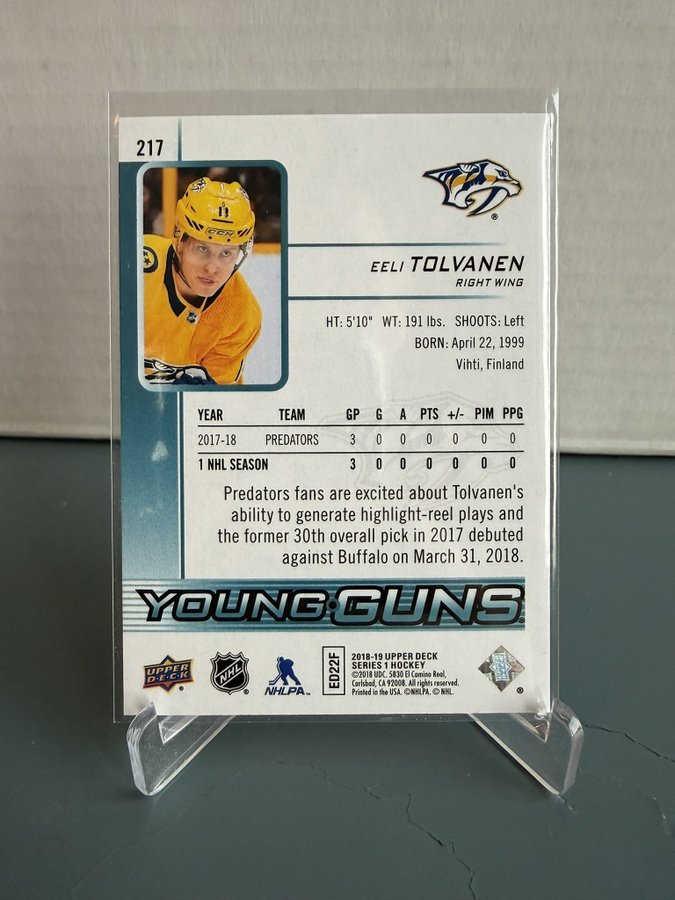 217
11
CCM
EELI TOLVANEN
RIGHT WING
HT: 5'10" WT: 191 lbs. SHOOTS: Left
BORN: April 22, 1999
Vihti, Finland
YEAR TEAM GP G A PTS +/- PIM PPG
2017-18 PREDATORS 3 0 0 0 0 0 0
1 NHL SEASON 3 0 0 0 0 0 0
Predators fans are excited about Tolvanen's
ability to generate highlight-reel plays and
the former 30th overall pick in 2017 debuted
against Buffalo on March 31, 2018.
YOUNG GUNS
UPPER DECK
NHL
NHLPA
ED22F
2018-19 UPPER DECK
SERIES 1 HOCKEY
©2018 UDC. 5830 El Camino Real,
Carlsbad, CA 92008. All rights reserved.
Printed in the USA. ©NHLPA. © NHL.